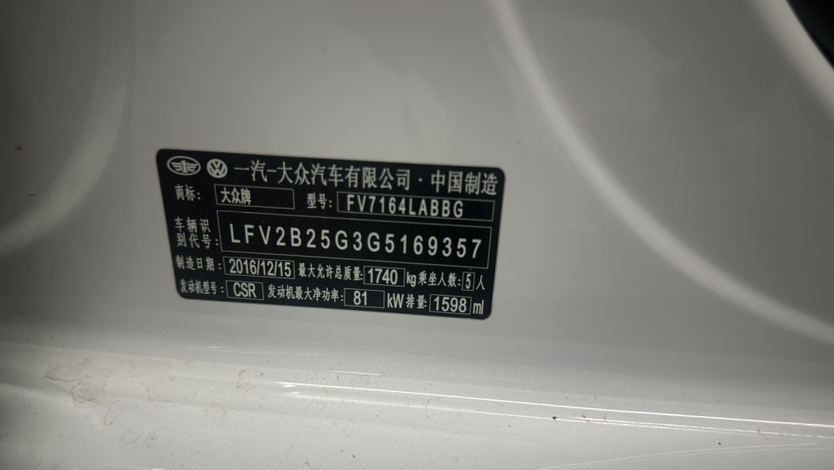 一汽-大众汽车有限公司·中国制造
商标: 大众牌 型号: FV7164LABBG
车辆识别代号: LFV2B25G3G5169357
制造日期: 2016/12/15 最大允许总质量: 1740 kg 乘坐人数: 5 人
发动机型号: CSR 发动机最大净功率: 81 kW 排量: 1598 ml